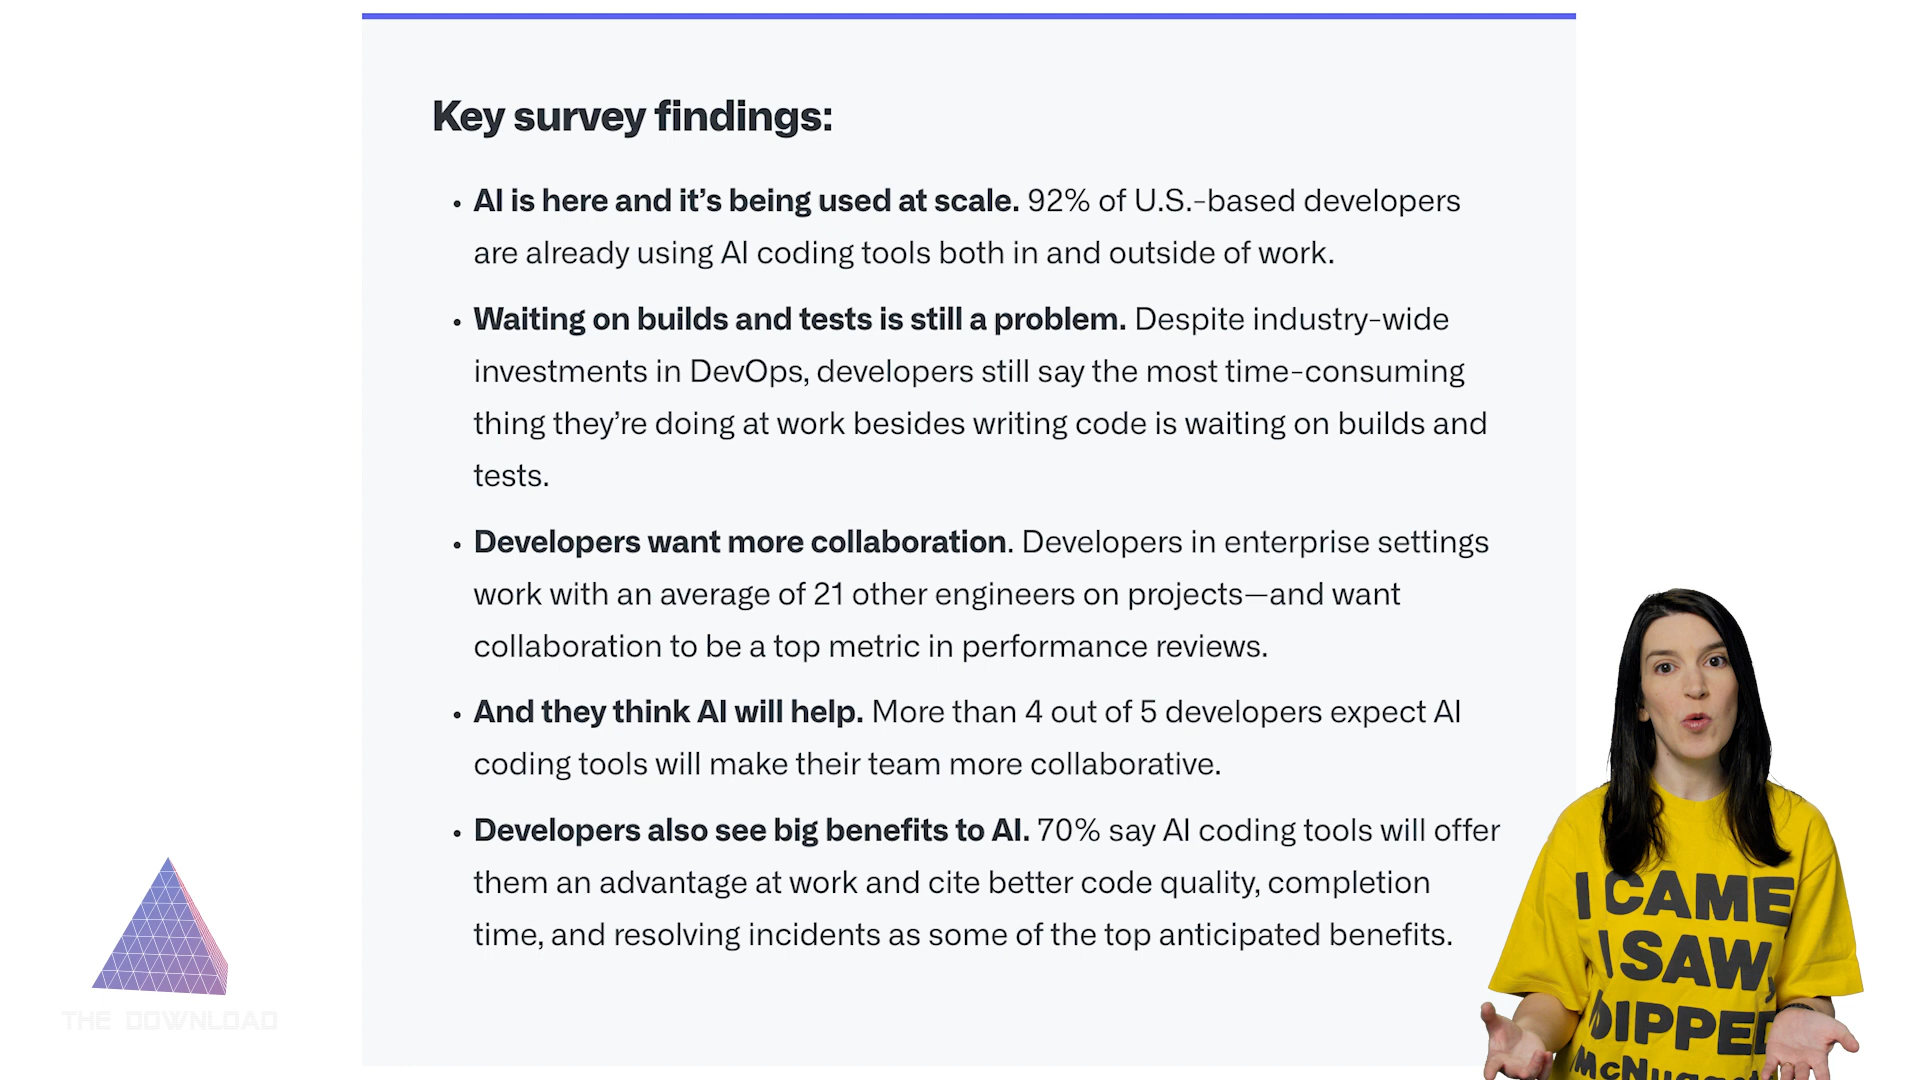 Key survey findings:
• AI is here and it’s being used at scale. 92% of U.S.-based developers
are already using AI coding tools both in and outside of work.
• Waiting on builds and tests is still a problem. Despite industry-wide
investments in DevOps, developers still say the most time-consuming
thing they’re doing at work besides writing code is waiting on builds and
tests.
• Developers want more collaboration. Developers in enterprise settings
work with an average of 21 other engineers on projects—and want
collaboration to be a top metric in performance reviews.
• And they think AI will help. More than 4 out of 5 developers expect AI
coding tools will make their team more collaborative.
• Developers also see big benefits to AI. 70% say AI coding tools will offer
them an advantage at work and cite better code quality, completion
time, and resolving incidents as some of the top anticipated benefits.
THE DOWNLOAD
I CAME
I SAW,
I DIPPED